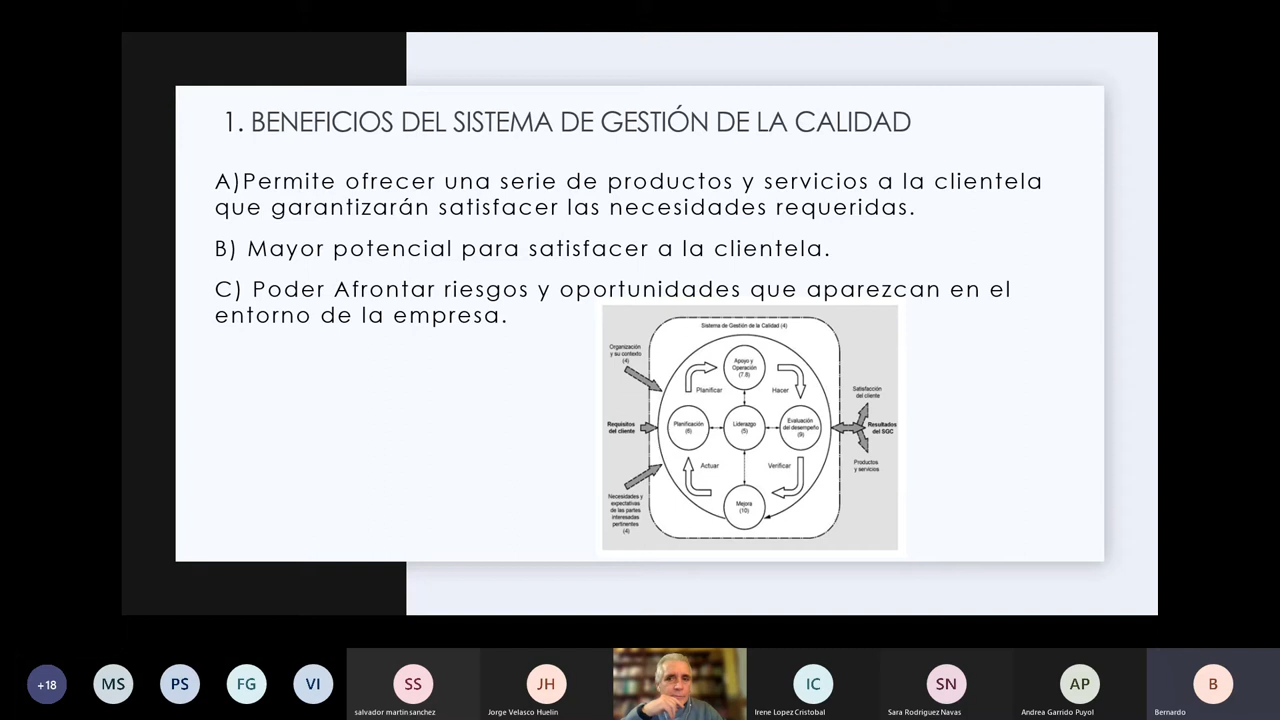 1. BENEFICIOS DEL SISTEMA DE GESTIÓN DE LA CALIDAD
A)Permite ofrecer una serie de productos y servicios a la clientela
que garantizarán satisfacer las necesidades requeridas.
B) Mayor potencial para satisfacer a la clientela.
C) Poder Afrontar riesgos y oportunidades que aparezcan en el
entorno de la empresa.
Sistema de Gestión de la Calidad (4)
Organización
y su contexto
(4)
Requisitos
del cliente
Necesidades y
expectativas
de las partes
interesadas
pertinentes
(4)
Apoyo y
Operación
(7,8)
Planificar
Hacer
Planificación
(6)
Liderazgo
(5)
Evaluación
del desempeño
(9)
Actuar
Verificar
Mejora
(10)
Satisfacción
del cliente
Resultados
del SGC
Productos
y servicios
+18
MS
PS
FG
VI
SS
salvador martin sanchez
JH
Jorge Velasco Huelin
IC
Irene Lopez Cristobal
SN
Sara Rodriguez Navas
AP
Andrea Garrido Puyol
B
Bernardo